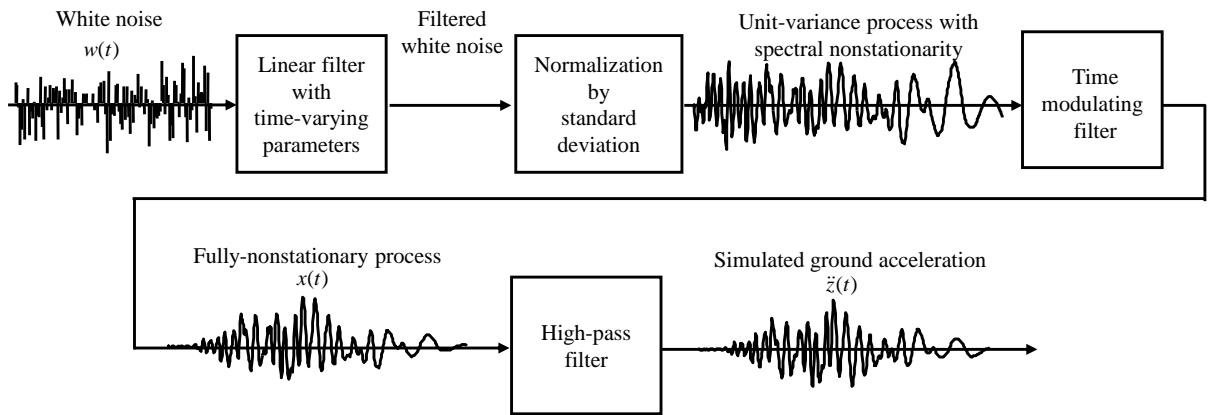 White noise
w(t)
Linear filter
with
time-varying
parameters
Filtered
white noise
Normalization
by
standard
deviation
Unit-variance process with
spectral nonstationarity
Time
modulating
filter
Fully-nonstationary process
x(t)
High-pass
filter
Simulated ground acceleration
z̈(t)